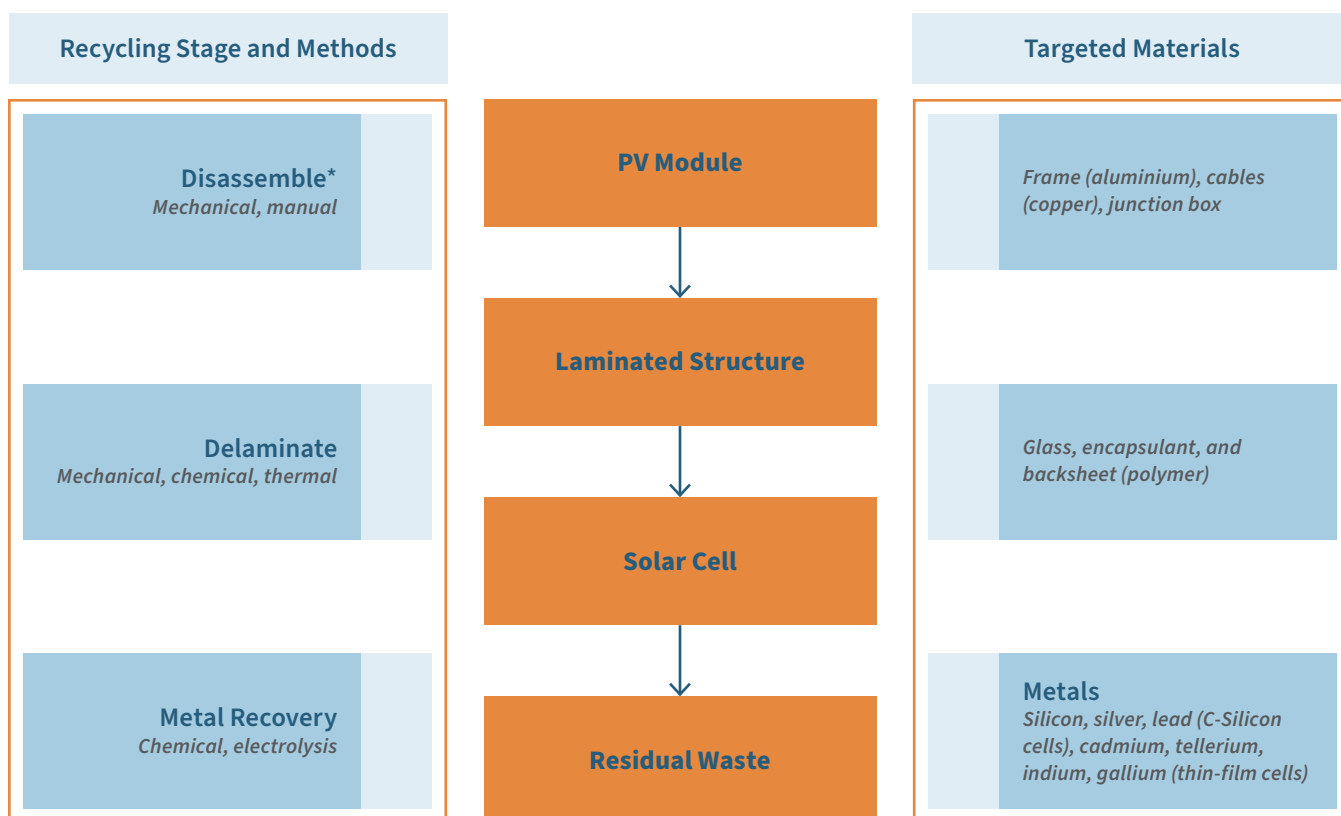 Recycling Stage and Methods
Targeted Materials
Disassemble*
Mechanical, manual
PV Module
Frame (aluminium), cables
(copper), junction box
Laminated Structure
Delaminate
Mechanical, chemical, thermal
Glass, encapsulant, and
backsheet (polymer)
Solar Cell
Metal Recovery
Chemical, electrolysis
Residual Waste
Metals
Silicon, silver, lead (C-Silicon
cells), cadmium, tellerium,
indium, gallium (thin-film cells)